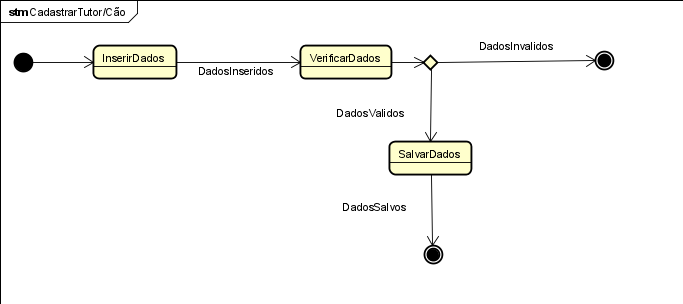 stm CadastrarTutor/Cão
InserirDados
DadosInseridos
VerificarDados
DadosInvalidos
DadosValidos
SalvarDados
DadosSalvos